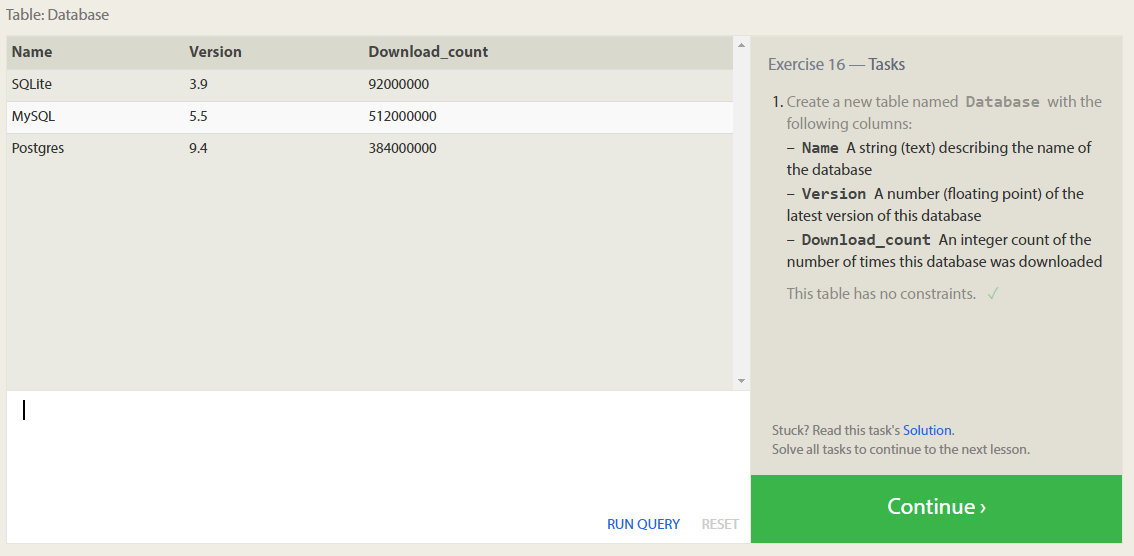 Table: Database
Name Version Download_count
SQLite 3.9 92000000
MySQL 5.5 512000000
Postgres 9.4 384000000
RUN QUERY RESET
Exercise 16 — Tasks
1. Create a new table named Database with the
following columns:
– Name A string (text) describing the name of
the database
– Version A number (floating point) of the
latest version of this database
– Download_count An integer count of the
number of times this database was downloaded
This table has no constraints. ✓
Stuck? Read this task's Solution.
Solve all tasks to continue to the next lesson.
Continue ›